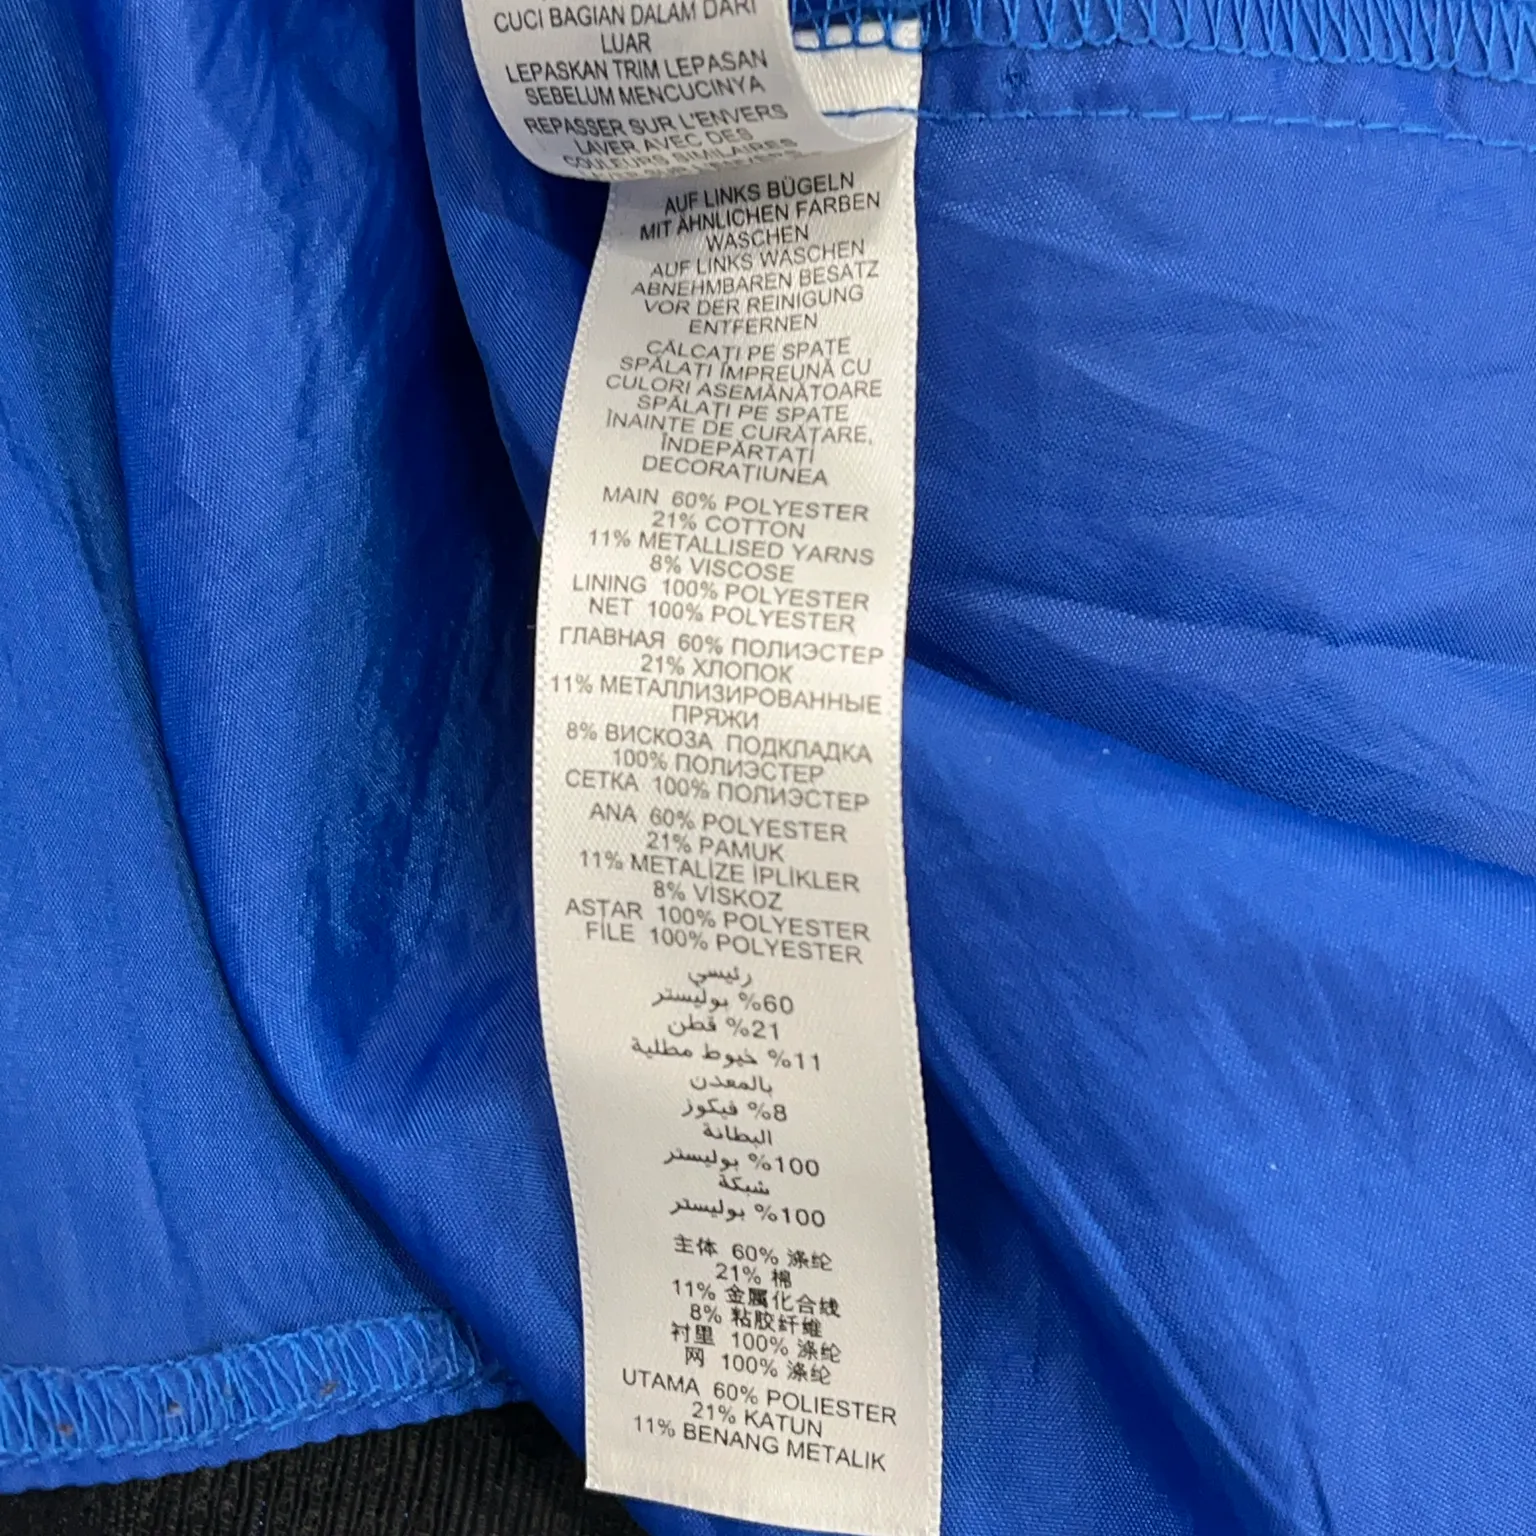 CUCI BAGIAN DALAM DARI
LUAR
LEPASKAN TRIM LEPASAN
SEBELUM MENCUCINYA
REPASSER SUR L'ENVERS
LAVER AVEC DES
COULEURS SIMILAIRES
AUF LINKS BÜGELN
MIT ÄHNLICHEN FARBEN
WASCHEN
AUF LINKS WASCHEN
ABNEHMBAREN BESATZ
VOR DER REINIGUNG
ENTFERNEN
CĂLCAȚI PE SPATE
SPĂLAȚI ÎMPREUNĂ CU
CULORI ASEMĂNĂTOARE
SPĂLAȚI PE SPATE
ÎNAINTE DE CURĂȚARE,
ÎNDEPĂRTAȚI
DECORAȚIUNEA
MAIN 60% POLYESTER
21% COTTON
11% METALLISED YARNS
8% VISCOSE
LINING 100% POLYESTER
NET 100% POLYESTER
ГЛАВНАЯ 60% ПОЛИЭСТЕР
21% ХЛОПОК
11% МЕТАЛЛИЗИРОВАННЫЕ
ПРЯЖИ
8% ВИСКОЗА ПОДКЛАДКА
100% ПОЛИЭСТЕР
СЕТКА 100% ПОЛИЭСТЕР
ANA 60% POLYESTER
21% PAMUK
11% METALİZE İPLİKLER
8% VİSKOZ
ASTAR 100% POLYESTER
FİLE 100% POLYESTER
رئيسي
60% بوليستر
21% قطن
11% خيوط مطلية
بالمعدن
8% فيكوز
البطانة
100% بوليستر
شبكة
100% بوليستر
主体 60% 涤纶
21% 棉
11% 金属化合线
8% 粘胶纤维
衬里 100% 涤纶
网 100% 涤纶
UTAMA 60% POLIESTER
21% KATUN
11% BENANG METALIK